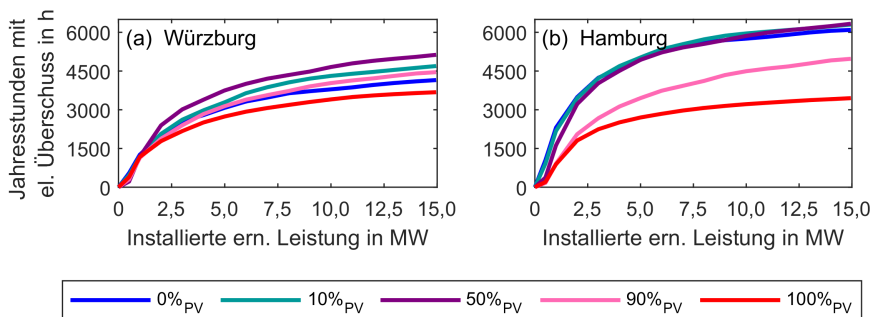 Jahresstunden mit
el. Überschuss in h
6000
4500
3000
1500
0
(a) Würzburg
0 2,5 5,0 7,5 10,0 12,5 15,0
Installierte ern. Leistung in MW
6000
4500
3000
1500
0
(b) Hamburg
0 2,5 5,0 7,5 10,0 12,5 15,0
Installierte ern. Leistung in MW
0%PV 10%PV 50%PV 90%PV 100%PV